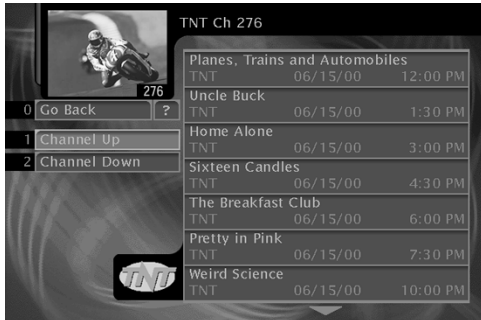 TNT Ch 276
276
0 Go Back ?
1 Channel Up
2 Channel Down
TNT
Planes, Trains and Automobiles
TNT 06/15/00 12:00 PM
Uncle Buck
TNT 06/15/00 1:30 PM
Home Alone
TNT 06/15/00 3:00 PM
Sixteen Candles
TNT 06/15/00 4:30 PM
The Breakfast Club
TNT 06/15/00 6:00 PM
Pretty in Pink
TNT 06/15/00 7:30 PM
Weird Science
TNT 06/15/00 10:00 PM